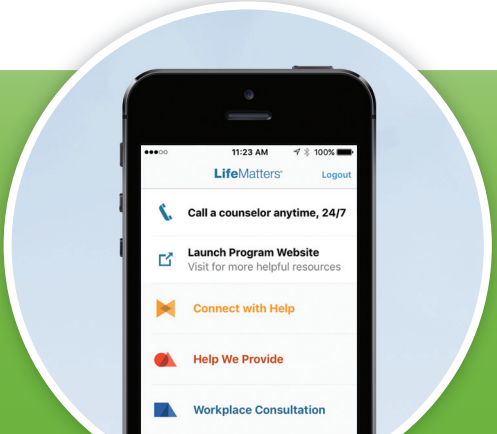 11:23 AM 100%
LifeMatters® Logout
Call a counselor anytime, 24/7
Launch Program Website
Visit for more helpful resources
Connect with Help
Help We Provide
Workplace Consultation